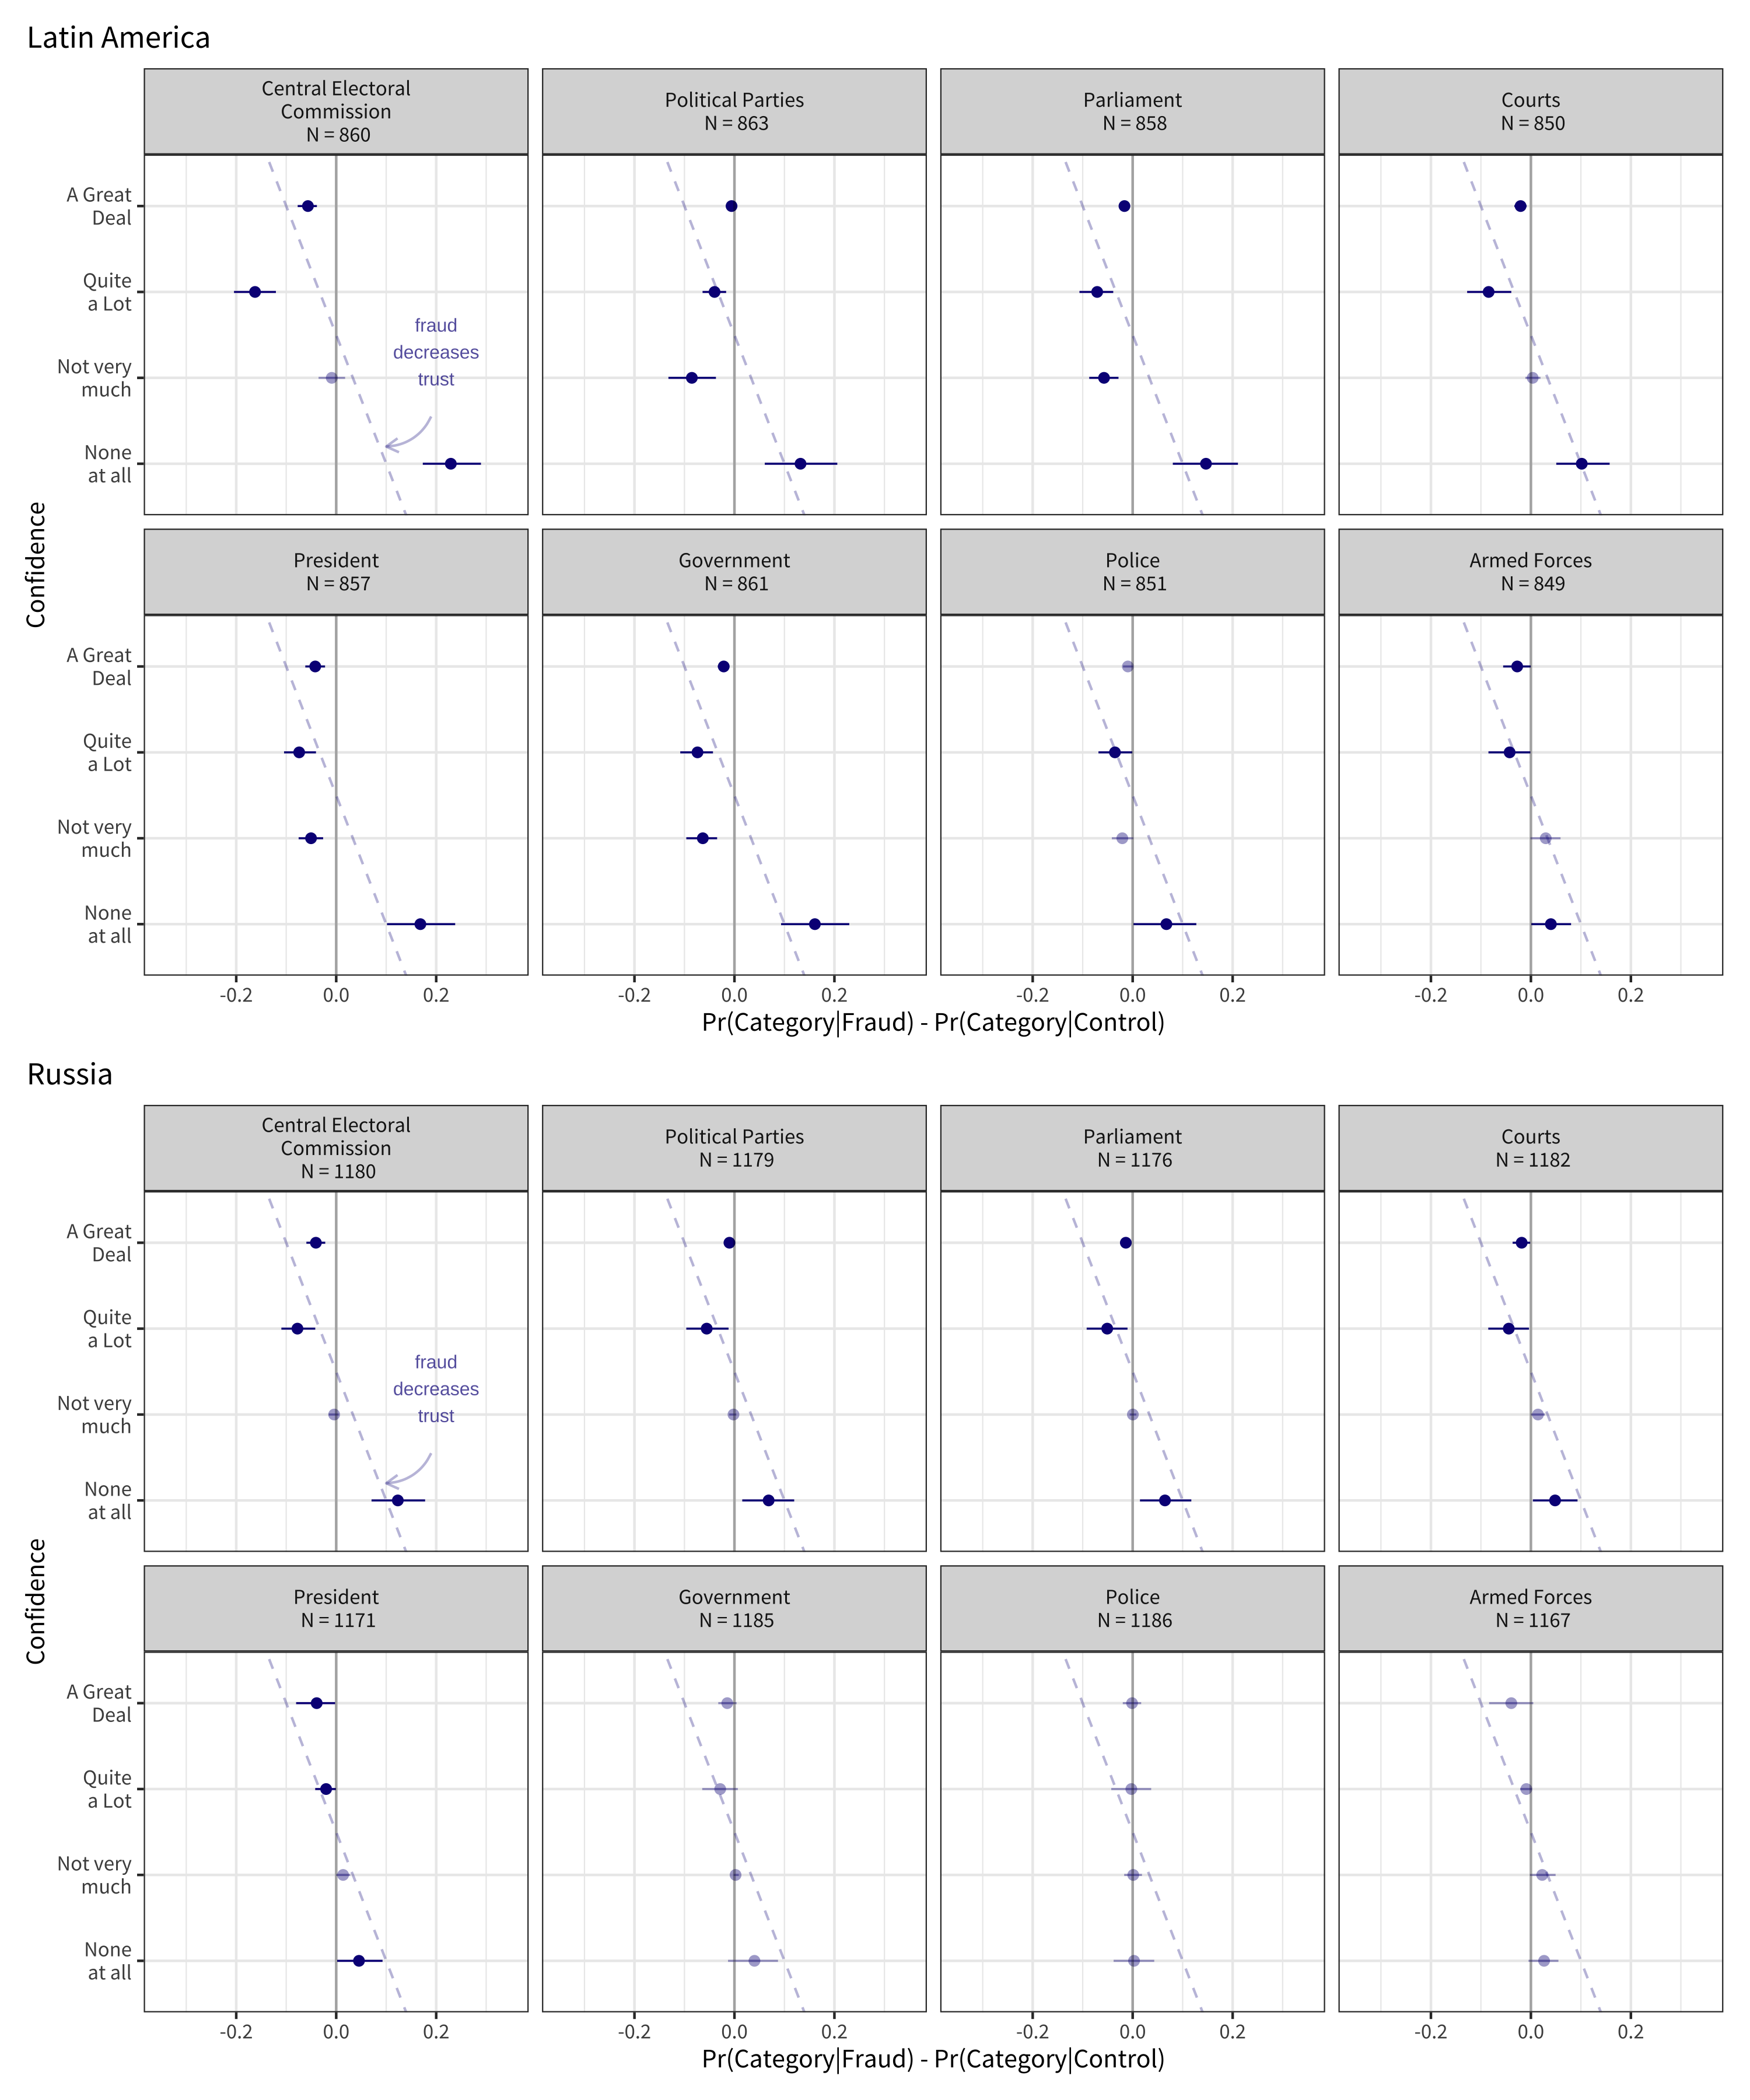 Latin America
Central Electoral
Commission
N = 860
Political Parties
N = 863
Parliament
N = 858
Courts
N = 850
A Great
Deal
Quite
a Lot
Not very
much
None
at all
fraud
decreases
trust
Confidence
President
N = 857
Government
N = 861
Police
N = 851
Armed Forces
N = 849
A Great
Deal
Quite
a Lot
Not very
much
None
at all
-0.2 0.0 0.2 -0.2 0.0 0.2 -0.2 0.0 0.2 -0.2 0.0 0.2
Pr(Category|Fraud) - Pr(Category|Control)
Russia
Central Electoral
Commission
N = 1180
Political Parties
N = 1179
Parliament
N = 1176
Courts
N = 1182
A Great
Deal
Quite
a Lot
Not very
much
None
at all
fraud
decreases
trust
Confidence
President
N = 1171
Government
N = 1185
Police
N = 1186
Armed Forces
N = 1167
A Great
Deal
Quite
a Lot
Not very
much
None
at all
-0.2 0.0 0.2 -0.2 0.0 0.2 -0.2 0.0 0.2 -0.2 0.0 0.2
Pr(Category|Fraud) - Pr(Category|Control)